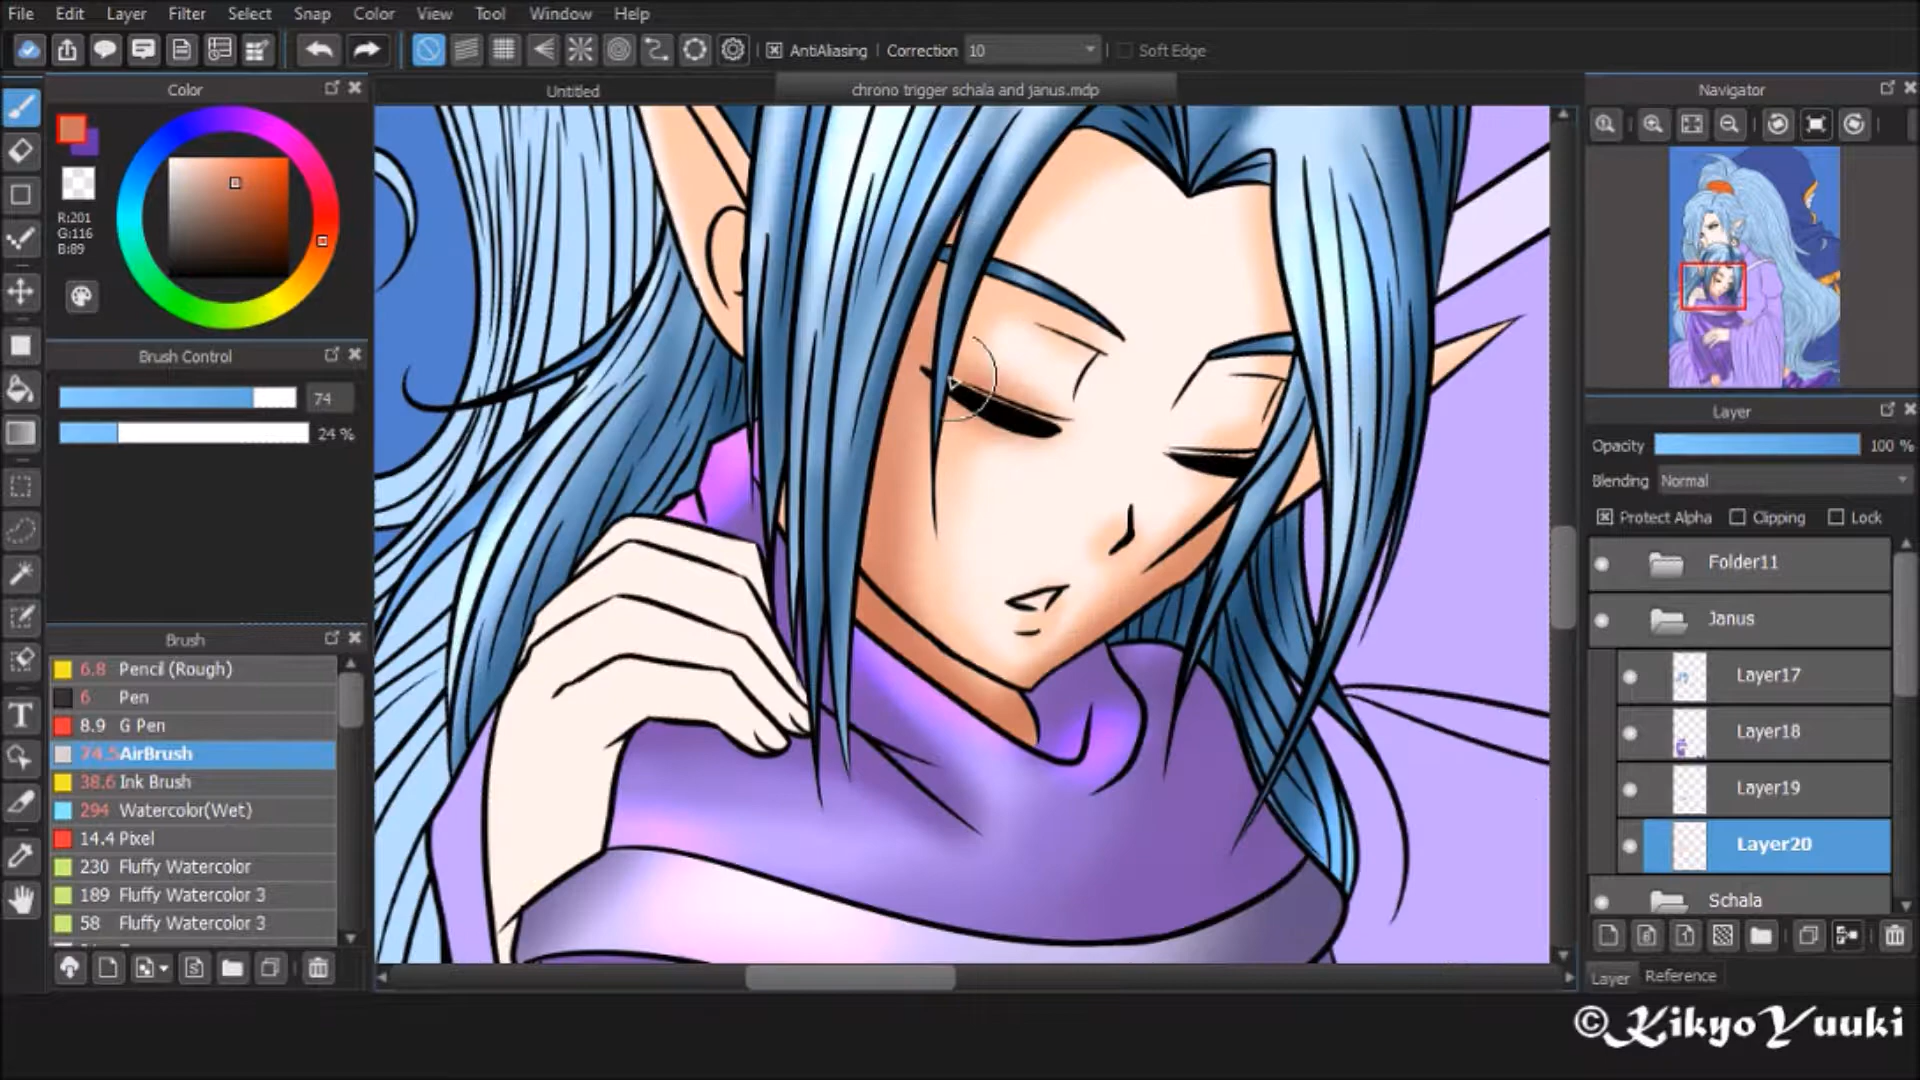 File Edit Layer Filter Select Snap Color View Tool Window Help
AntiAliasing Correction 10 Soft Edge
Color
Untitled
chrono trigger schala and janus.mdp
Navigator
R:201
G:116
B:89
Brush Control
74
24 %
Brush
6.8 Pencil (Rough)
6 Pen
8.9 G Pen
74.5 AirBrush
38.6 Ink Brush
294 Watercolor(Wet)
14.4 Pixel
230 Fluffy Watercolor
189 Fluffy Watercolor 3
58 Fluffy Watercolor 3
Layer
Opacity 100 %
Blending Normal
Protect Alpha Clipping Lock
Folder11
Janus
Layer17
Layer18
Layer19
Layer20
Schala
Layer Reference
©KikyoYuuki